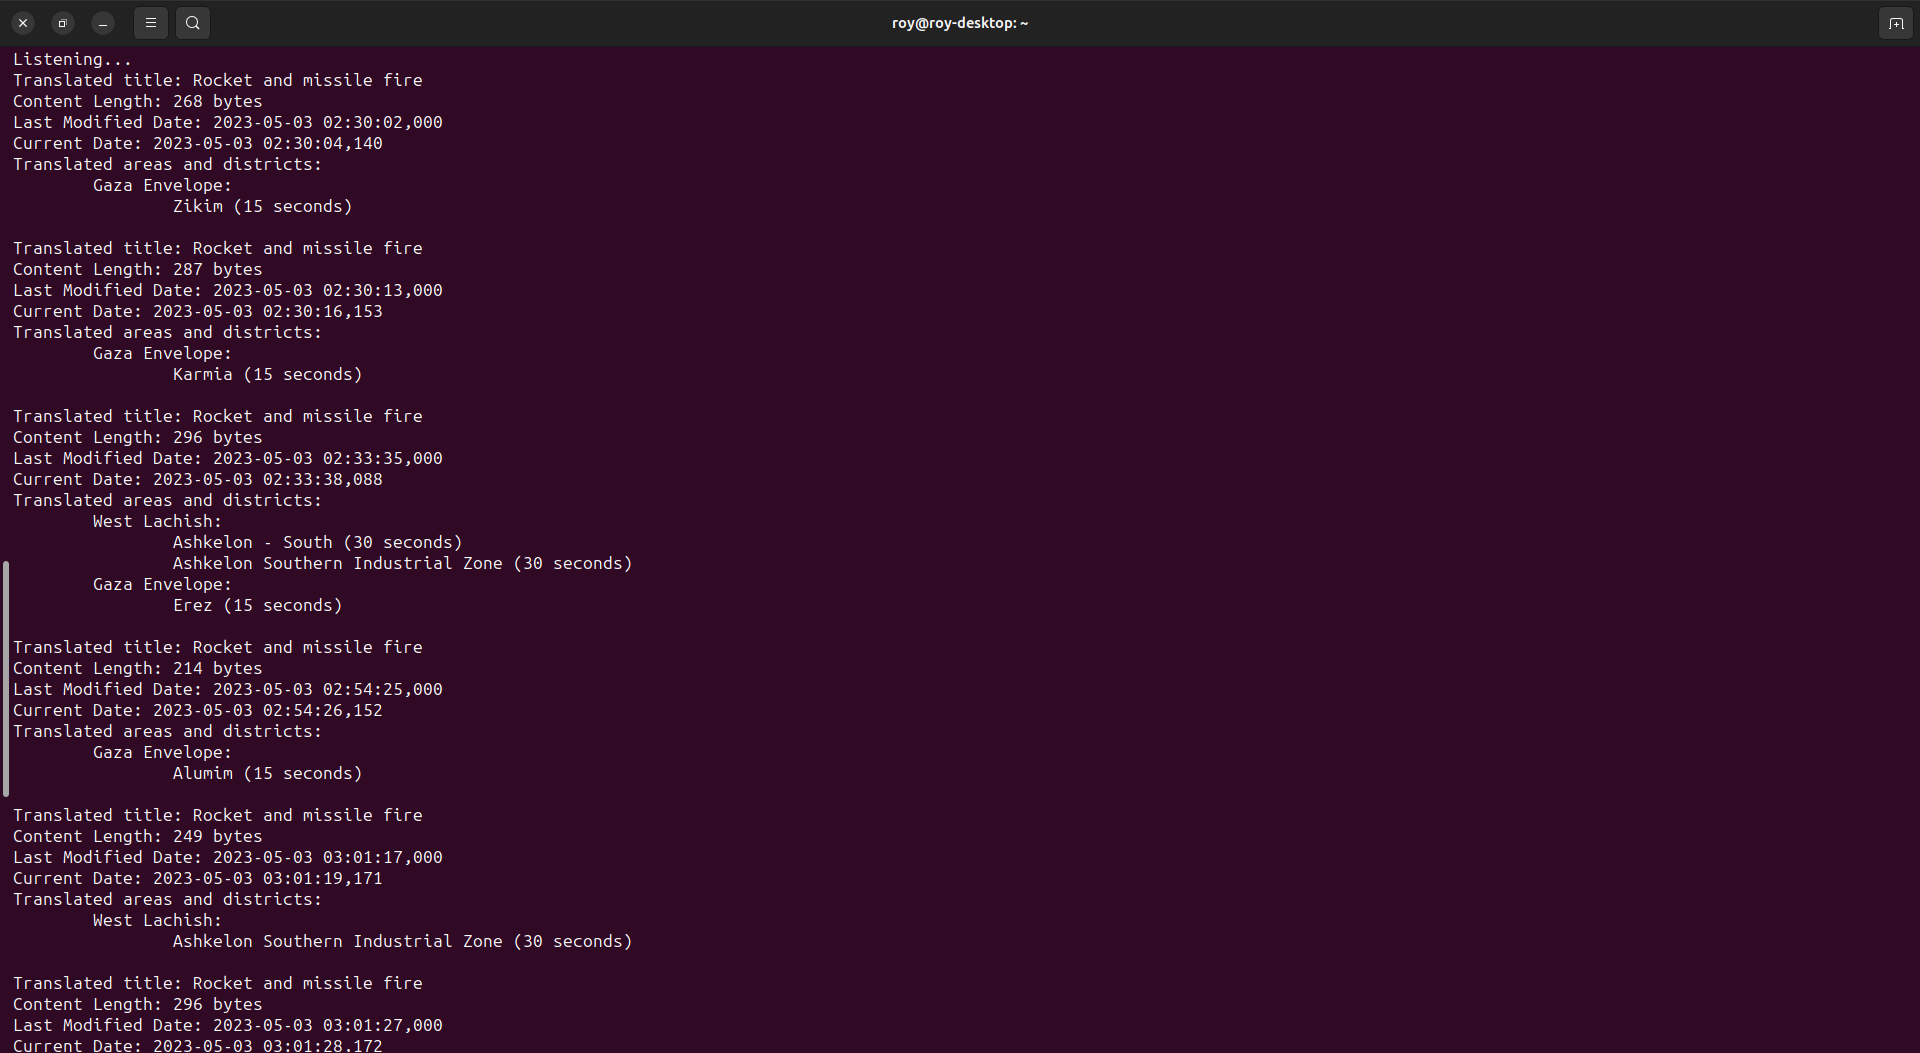 roy@roy-desktop: ~
Listening...
Translated title: Rocket and missile fire
Content Length: 268 bytes
Last Modified Date: 2023-05-03 02:30:02,000
Current Date: 2023-05-03 02:30:04,140
Translated areas and districts:
Gaza Envelope:
Zikim (15 seconds)
Translated title: Rocket and missile fire
Content Length: 287 bytes
Last Modified Date: 2023-05-03 02:30:13,000
Current Date: 2023-05-03 02:30:16,153
Translated areas and districts:
Gaza Envelope:
Karmia (15 seconds)
Translated title: Rocket and missile fire
Content Length: 296 bytes
Last Modified Date: 2023-05-03 02:33:35,000
Current Date: 2023-05-03 02:33:38,088
Translated areas and districts:
West Lachish:
Ashkelon - South (30 seconds)
Ashkelon Southern Industrial Zone (30 seconds)
Gaza Envelope:
Erez (15 seconds)
Translated title: Rocket and missile fire
Content Length: 214 bytes
Last Modified Date: 2023-05-03 02:54:25,000
Current Date: 2023-05-03 02:54:26,152
Translated areas and districts:
Gaza Envelope:
Alumim (15 seconds)
Translated title: Rocket and missile fire
Content Length: 249 bytes
Last Modified Date: 2023-05-03 03:01:17,000
Current Date: 2023-05-03 03:01:19,171
Translated areas and districts:
West Lachish:
Ashkelon Southern Industrial Zone (30 seconds)
Translated title: Rocket and missile fire
Content Length: 296 bytes
Last Modified Date: 2023-05-03 03:01:27,000
Current Date: 2023-05-03 03:01:28,172